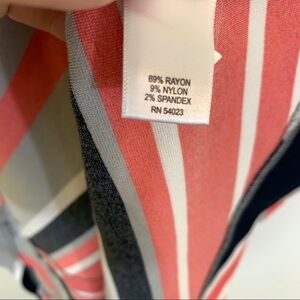 89% RAYON
9% NYLON
2% SPANDEX
RN 54023